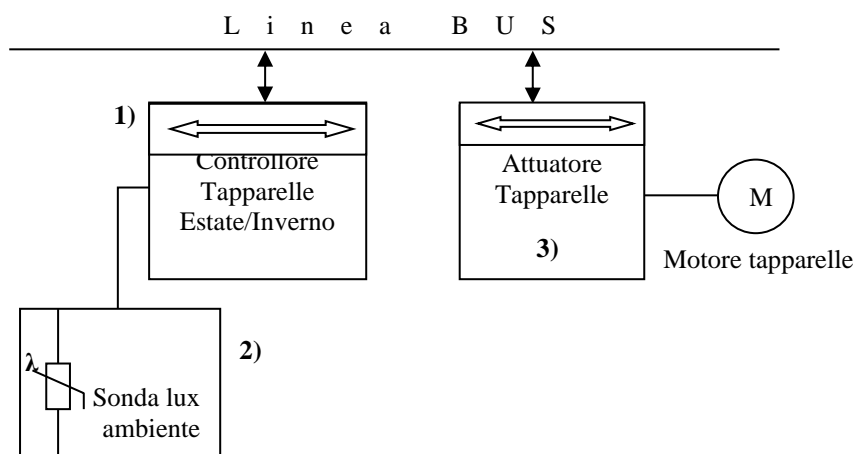 L i n e a B U S
1)
Controllore
Tapparelle
Estate/Inverno
Attuatore
Tapparelle
3)
M
Motore tapparelle
2)
λ
Sonda lux
ambiente